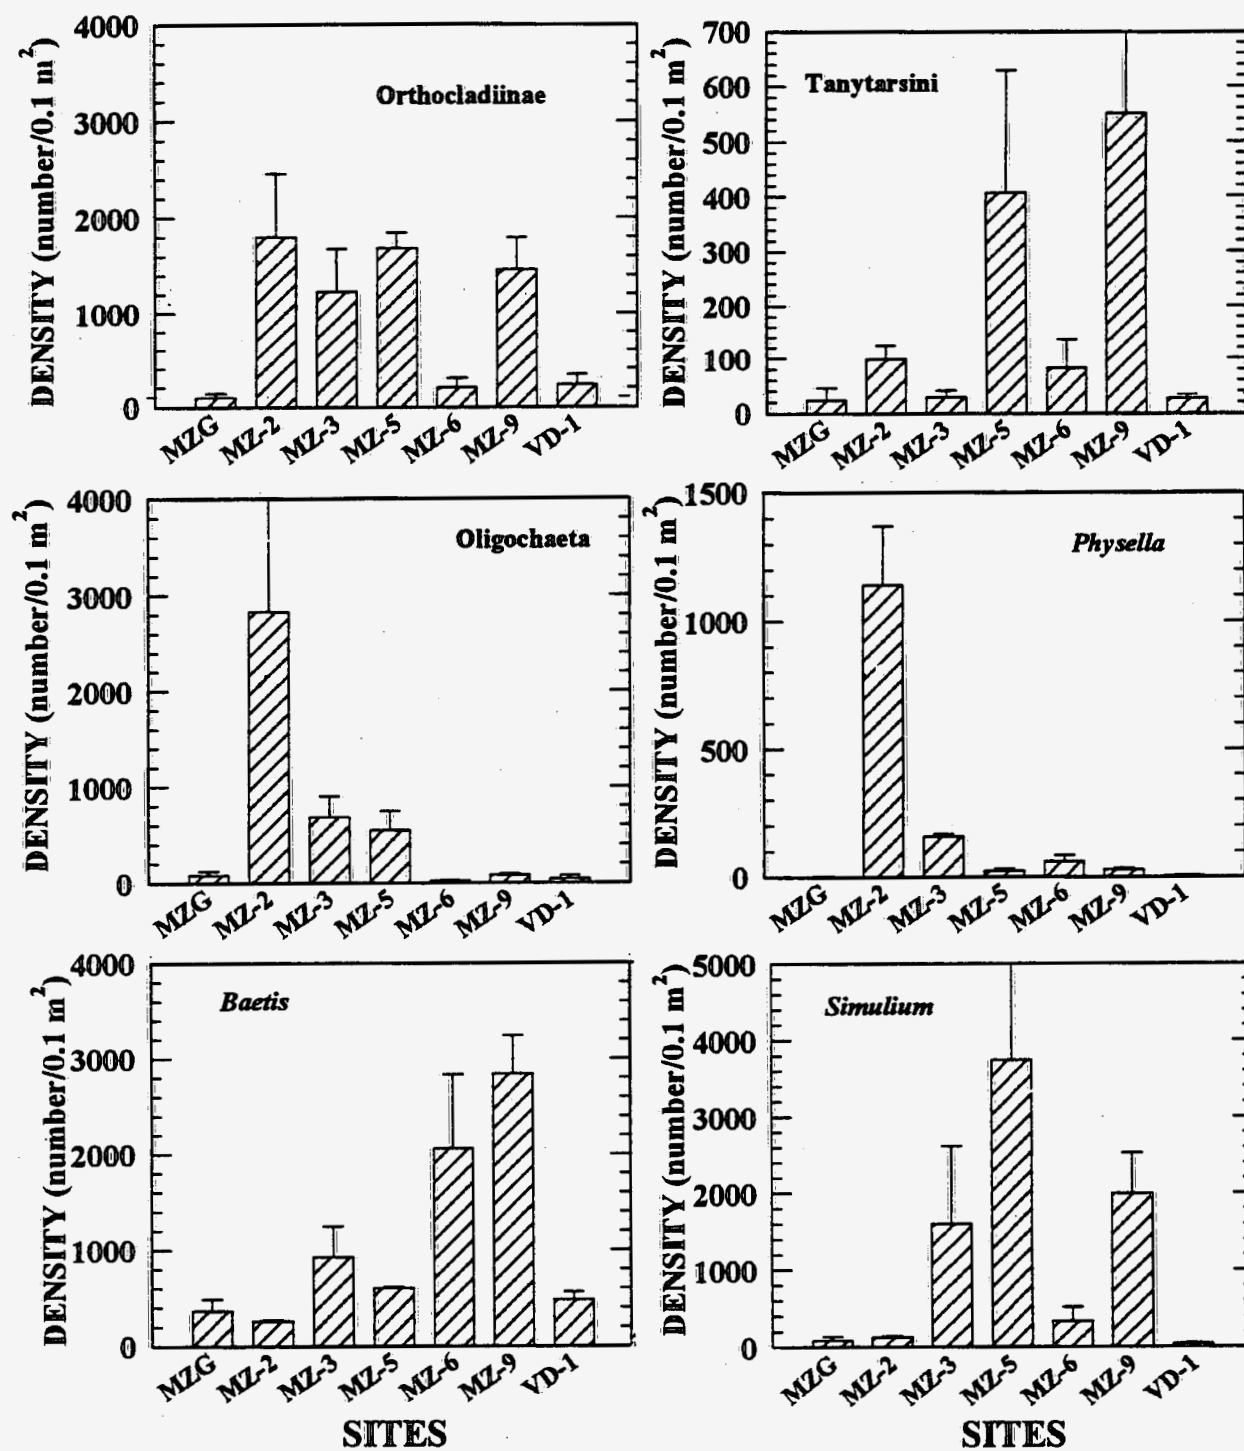 Orthocladiinae
DENSITY (number/0.1 m²)
4000
3000
2000
1000
0
MZG MZ-2 MZ-3 MZ-5 MZ-6 MZ-9 VD-1
Tanytarsini
DENSITY (number/0.1 m²)
700
600
500
400
300
200
100
0
MZG MZ-2 MZ-3 MZ-5 MZ-6 MZ-9 VD-1
Oligochaeta
DENSITY (number/0.1 m²)
4000
3000
2000
1000
0
MZG MZ-2 MZ-3 MZ-5 MZ-6 MZ-9 VD-1
Physella
DENSITY (number/0.1 m²)
1500
1000
500
0
MZG MZ-2 MZ-3 MZ-5 MZ-6 MZ-9 VD-1
Baetis
DENSITY (number/0.1 m²)
4000
3000
2000
1000
0
MZG MZ-2 MZ-3 MZ-5 MZ-6 MZ-9 VD-1
SITES
Simulium
DENSITY (number/0.1 m²)
5000
4000
3000
2000
1000
0
MZG MZ-2 MZ-3 MZ-5 MZ-6 MZ-9 VD-1
SITES